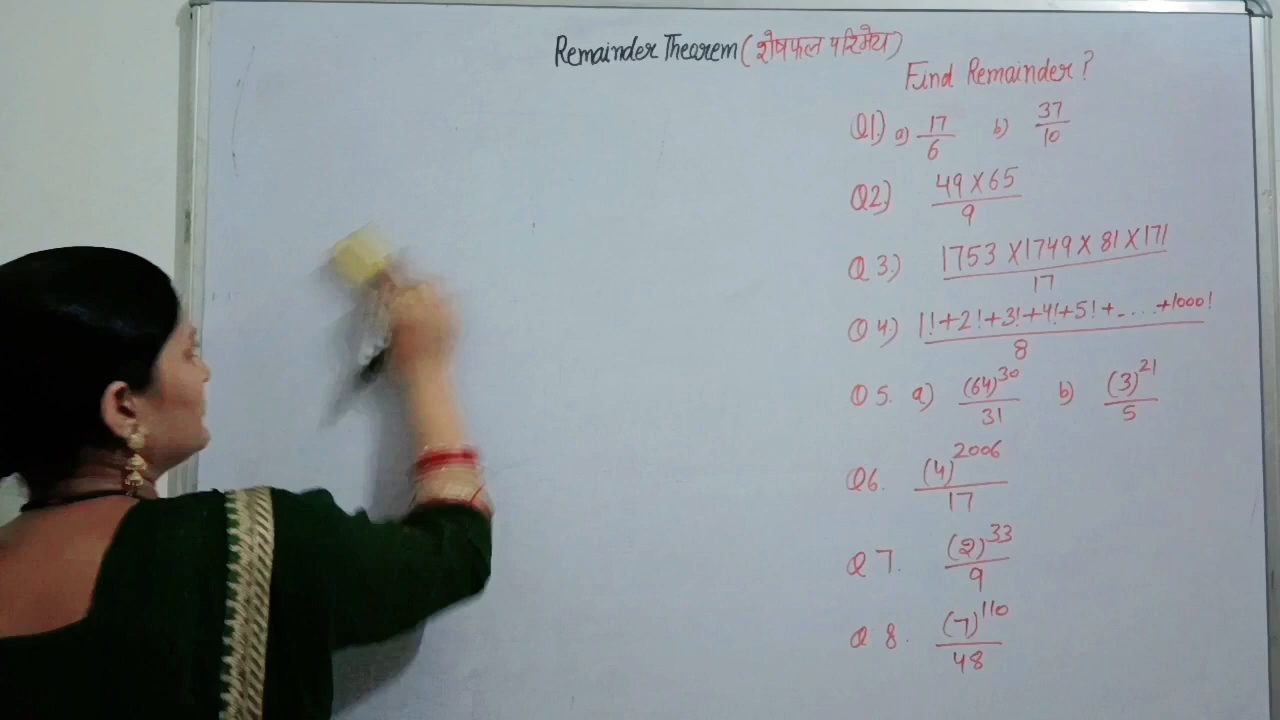 Remainder Theorem (शेषफल परिमेय)
Find Remainder?
Q1.) a) 17/6 b) 37/10
Q2) 49 X 65 / 9
Q 3.) 1753 X 1749 X 81 X 171 / 17
Q 4.) 1!+2!+3!+4!+5!+-....+1000! / 8
Q 5. a) (64)^30 / 31 b) (3)^21 / 5
Q6. (4)^2006 / 17
Q 7. (2)^33 / 9
Q 8. (7)^110 / 48